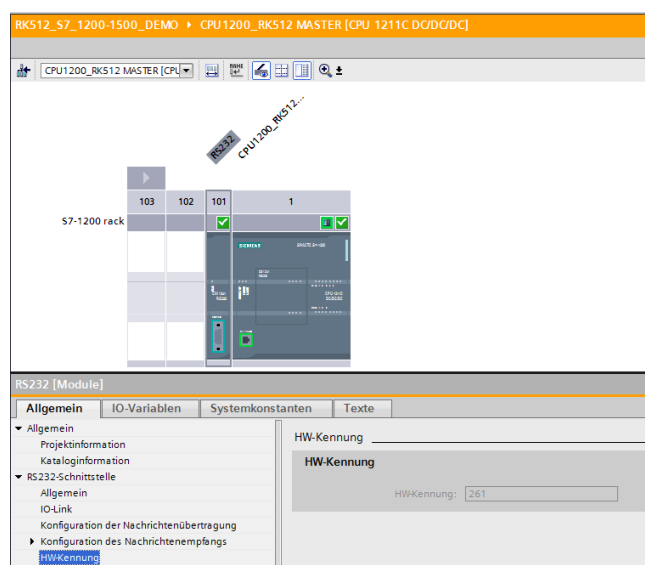 RK512_S7_1200-1500_DEMO ▸ CPU1200_RK512 MASTER [CPU 1211C DC/DC/DC]
CPU1200_RK512 MASTER [CPU
RS232
CPU1200_RK512...
103 102 101 1
S7-1200 rack
SIEMENS
RS232 [Module]
Allgemein IO-Variablen Systemkonstanten Texte
Allgemein
Projektinformation
Kataloginformation
RS232-Schnittstelle
Allgemein
IO-Link
Konfiguration der Nachrichtenübertragung
Konfiguration des Nachrichtenempfangs
HW-Kennung
HW-Kennung
HW-Kennung
HW-Kennung: 261